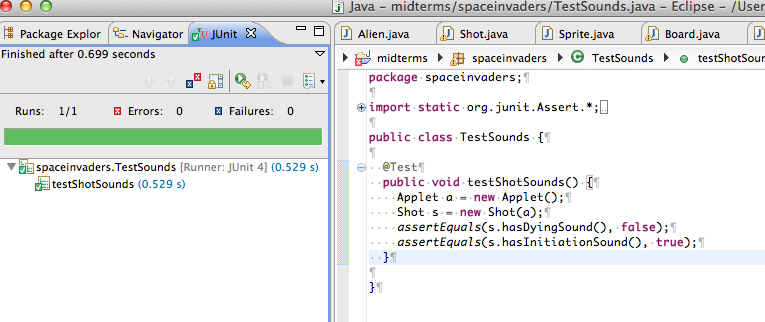 Java - midterms/spaceinvaders/TestSounds.java - Eclipse - /User
Package Explor Navigator JUnit
Finished after 0.699 seconds
Runs: 1/1 Errors: 0 Failures: 0
spaceinvaders.TestSounds [Runner: JUnit 4] (0.529 s)
testShotSounds (0.529 s)
Alien.java Shot.java Sprite.java Board.java
midterms spaceinvaders TestSounds testShotSoun
package spaceinvaders;¶
¶
import static org.junit.Assert.*;
¶
public class TestSounds {¶
¶
@Test¶
public void testShotSounds() {¶
Applet a = new Applet();¶
Shot s = new Shot(a);¶
assertEquals(s.hasDyingSound(), false);¶
assertEquals(s.hasInitiationSound(), true);¶
}¶
¶
}¶